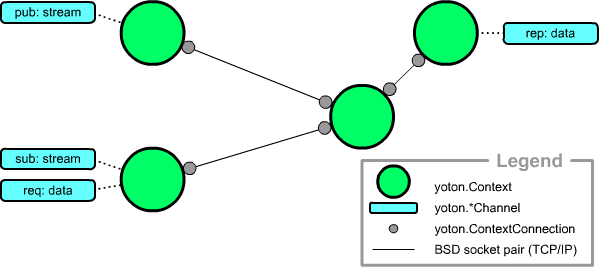 pub: stream
rep: data
sub: stream
req: data
Legend
yoton.Context
yoton.*Channel
yoton.ContextConnection
BSD socket pair (TCP/IP)